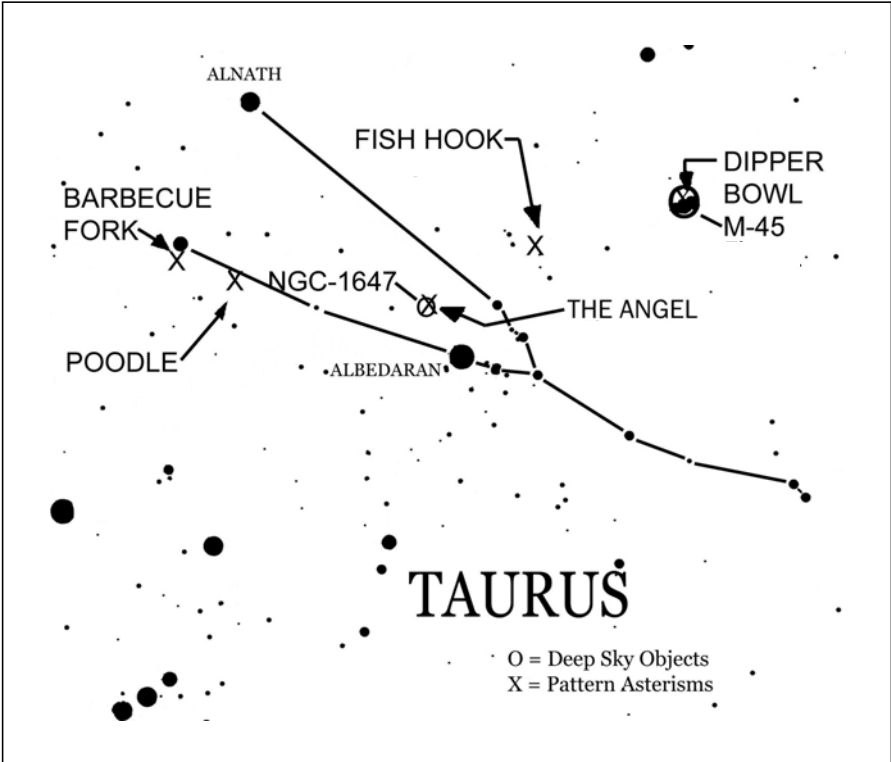 ALNATH
FISH HOOK
DIPPER
BOWL
M-45
BARBECUE
FORK
X
X
X
NGC-1647
X
THE ANGEL
POODLE
ALBEDARAN
TAURUS
O = Deep Sky Objects
X = Pattern Asterisms